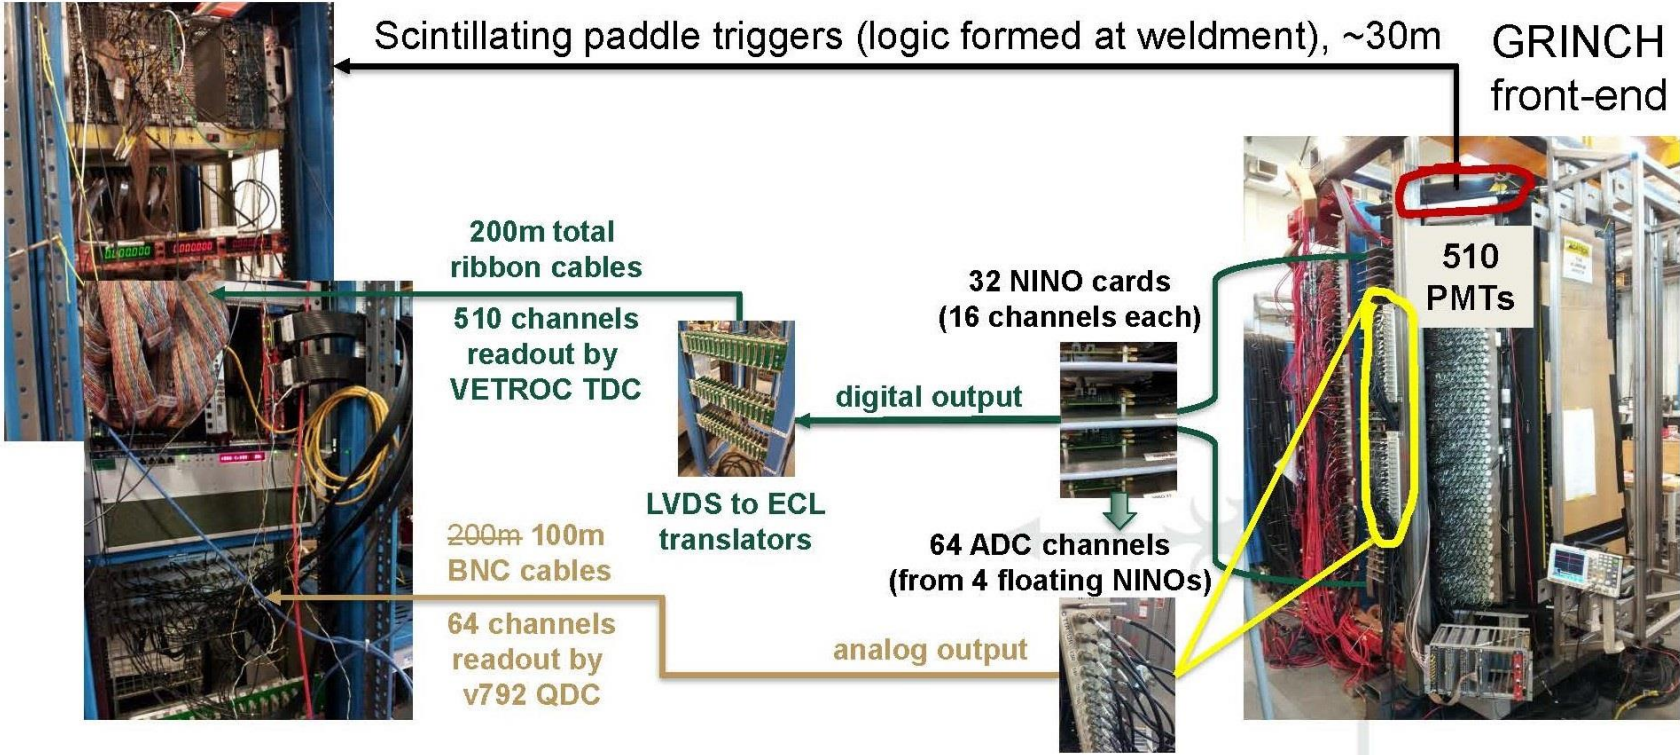 Scintillating paddle triggers (logic formed at weldment), ~30m
GRINCH
front-end
200m total
ribbon cables
510 channels
readout by
VETROC TDC
32 NINO cards
(16 channels each)
510
PMTs
digital output
LVDS to ECL
translators
200m 100m
BNC cables
64 channels
readout by
v792 QDC
64 ADC channels
(from 4 floating NINOs)
analog output